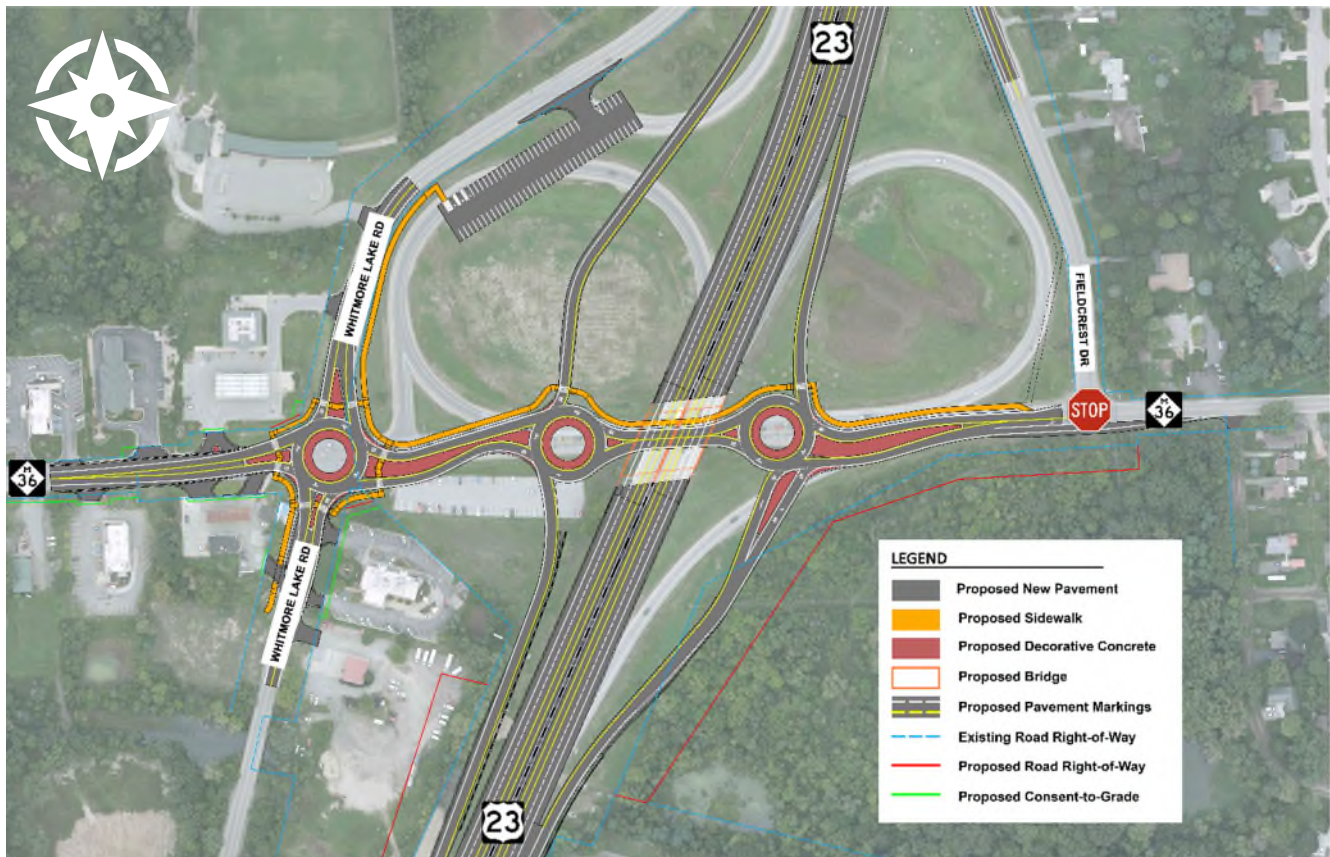 23
WHITMORE LAKE RD
FIELDCREST DR
STOP
M
36
M
36
WHITMORE LAKE RD
23
LEGEND
Proposed New Pavement
Proposed Sidewalk
Proposed Decorative Concrete
Proposed Bridge
Proposed Pavement Markings
Existing Road Right-of-Way
Proposed Road Right-of-Way
Proposed Consent-to-Grade